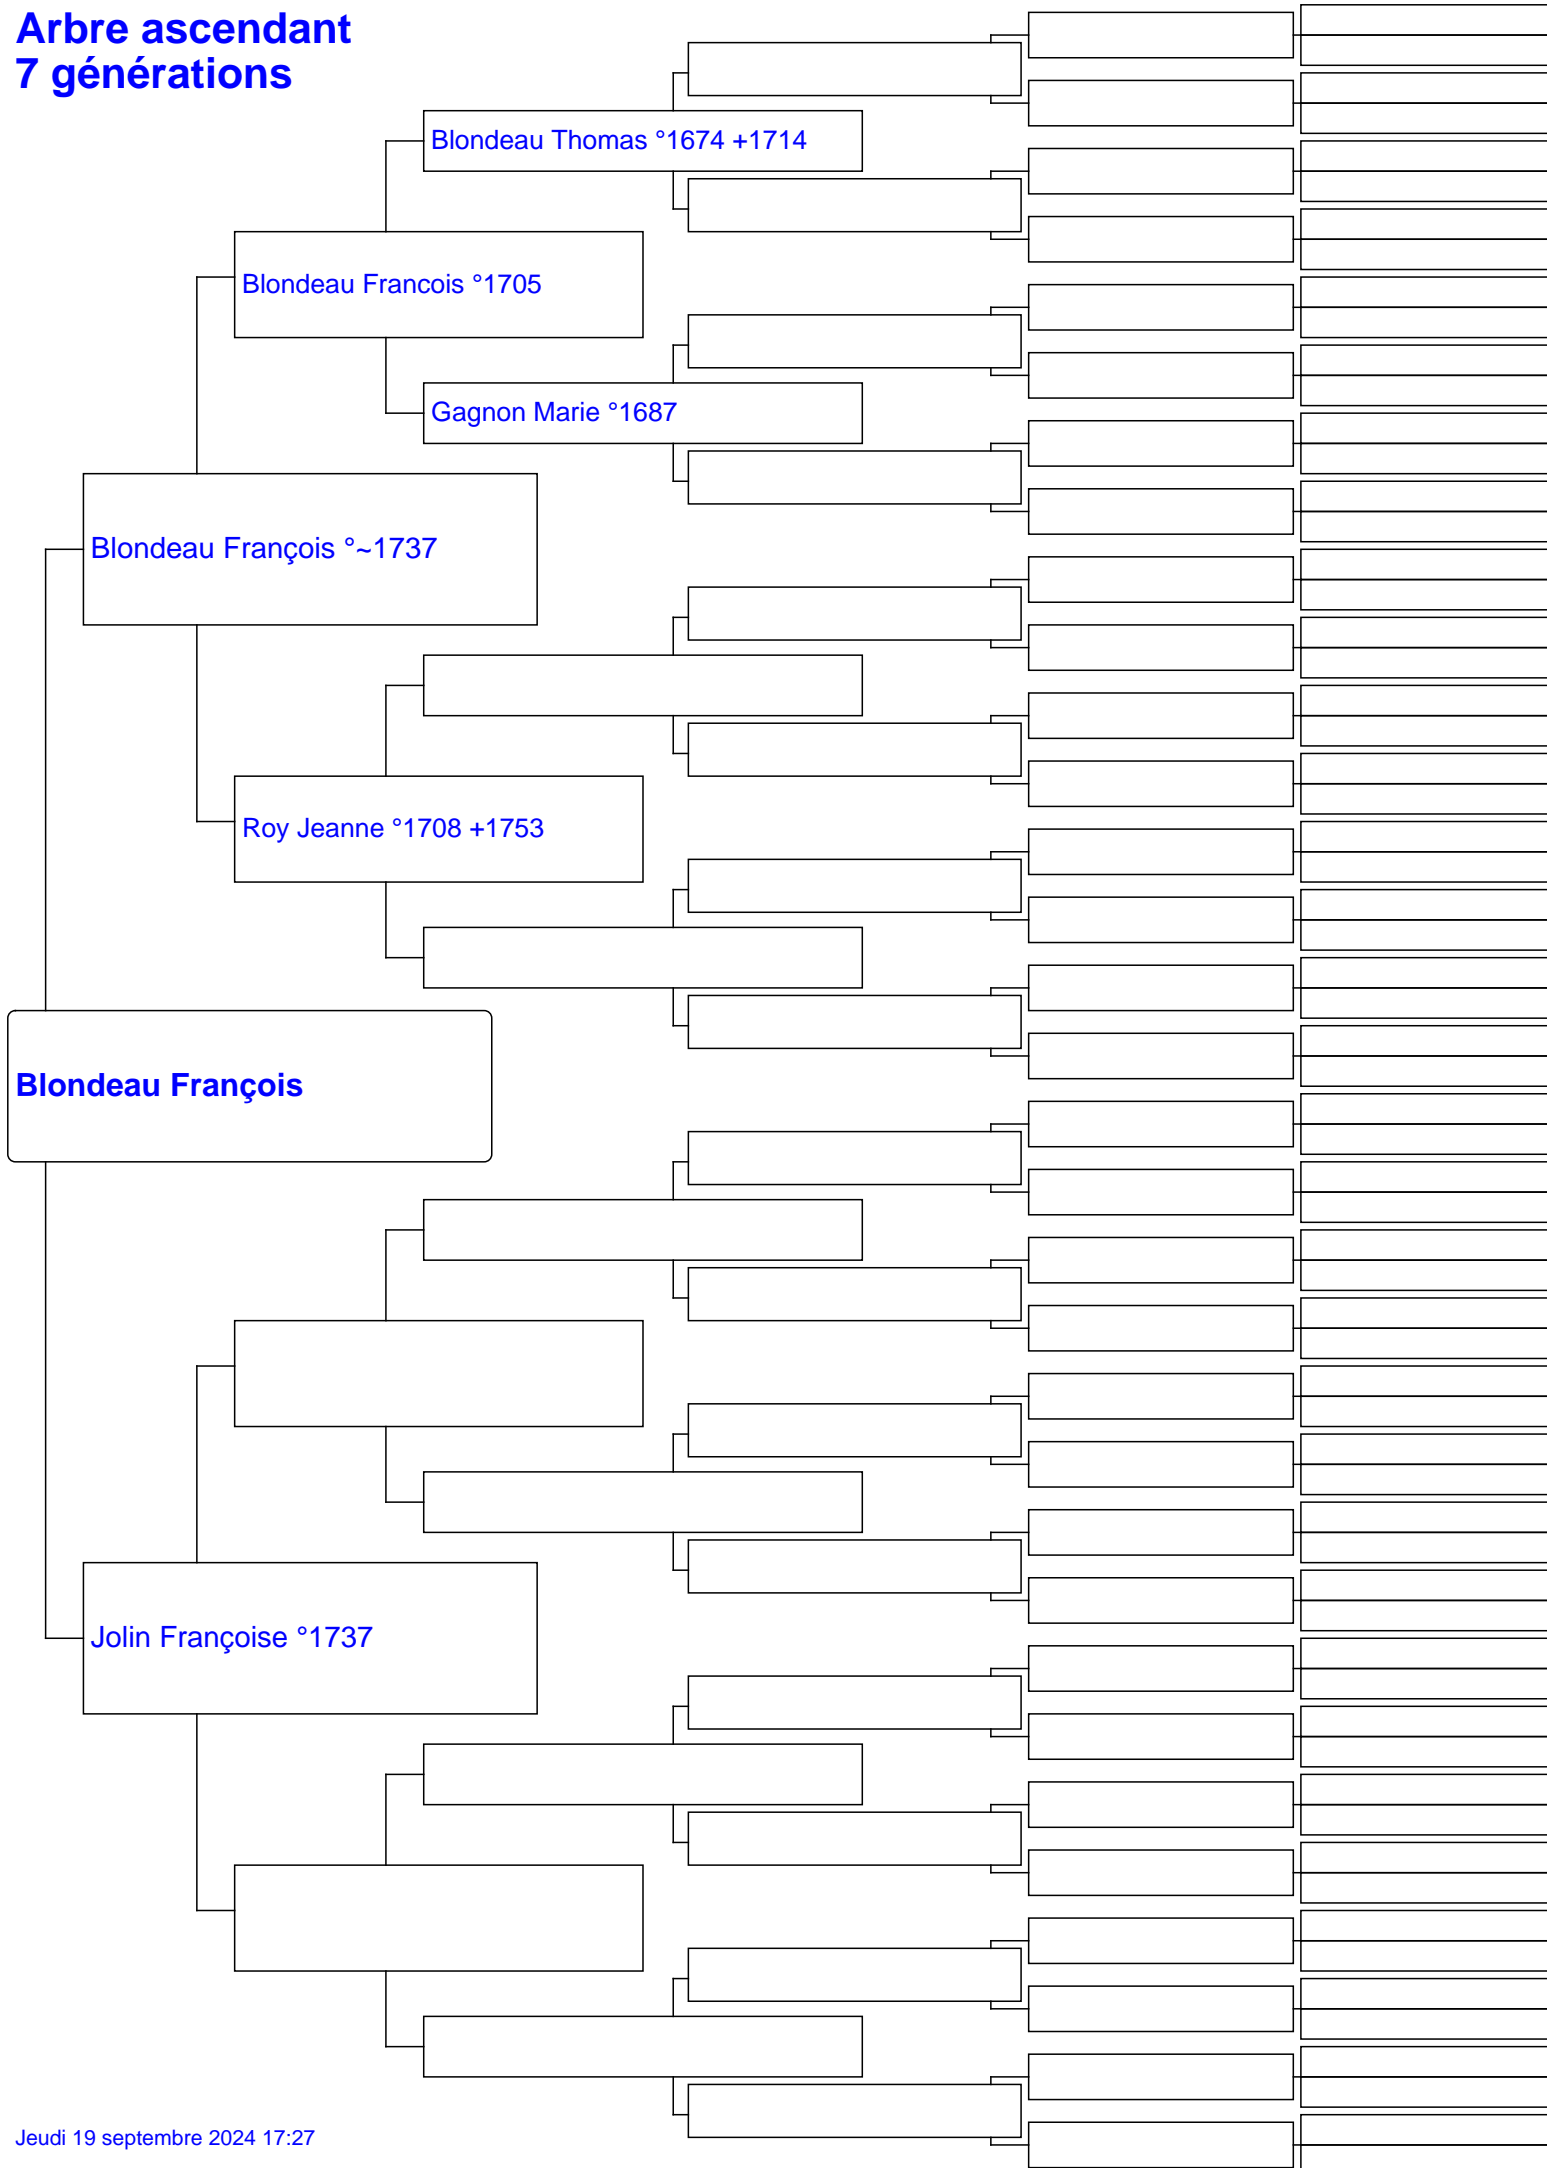 Arbre ascendant
7 générations
Blondeau Thomas °1674 +1714
Blondeau Francois °1705
Gagnon Marie °1687
Blondeau François °~1737
Roy Jeanne °1708 +1753
Blondeau François
Jolin Françoise °1737
Jeudi 19 septembre 2024 17:27